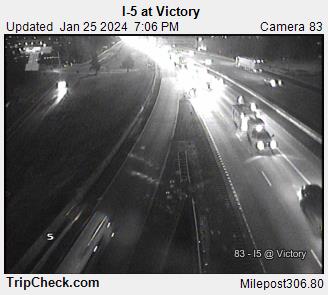 I-5 at Victory
Updated Jan 25 2024 7:06 PM Camera 83
S
83 - I5 @ Victory
TripCheck.com Milepost306.80